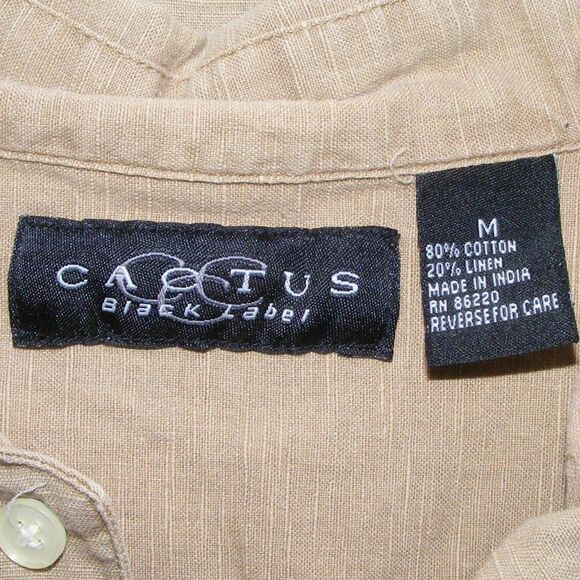 CACTUS
Black Label
M
80% COTTON
20% LINEN
MADE IN INDIA
RN 86220
REVERSE FOR CARE